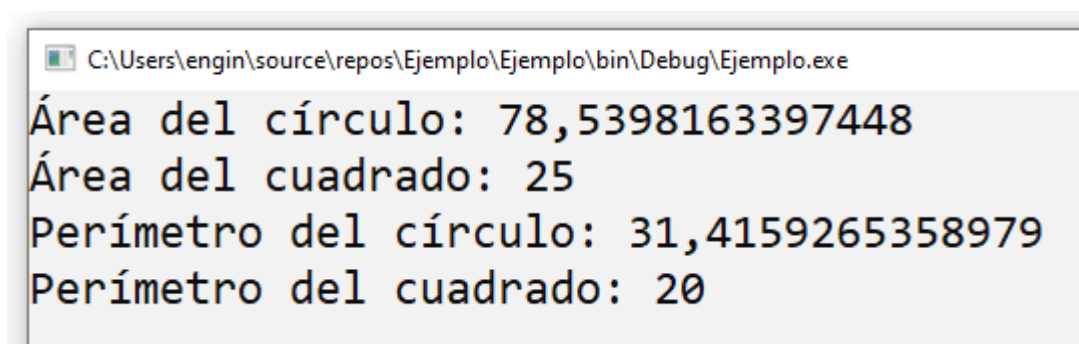 C:\Users\engin\source\repos\Ejemplo\Ejemplo\bin\Debug\Ejemplo.exe
Área del círculo: 78,5398163397448
Área del cuadrado: 25
Perímetro del círculo: 31,4159265358979
Perímetro del cuadrado: 20